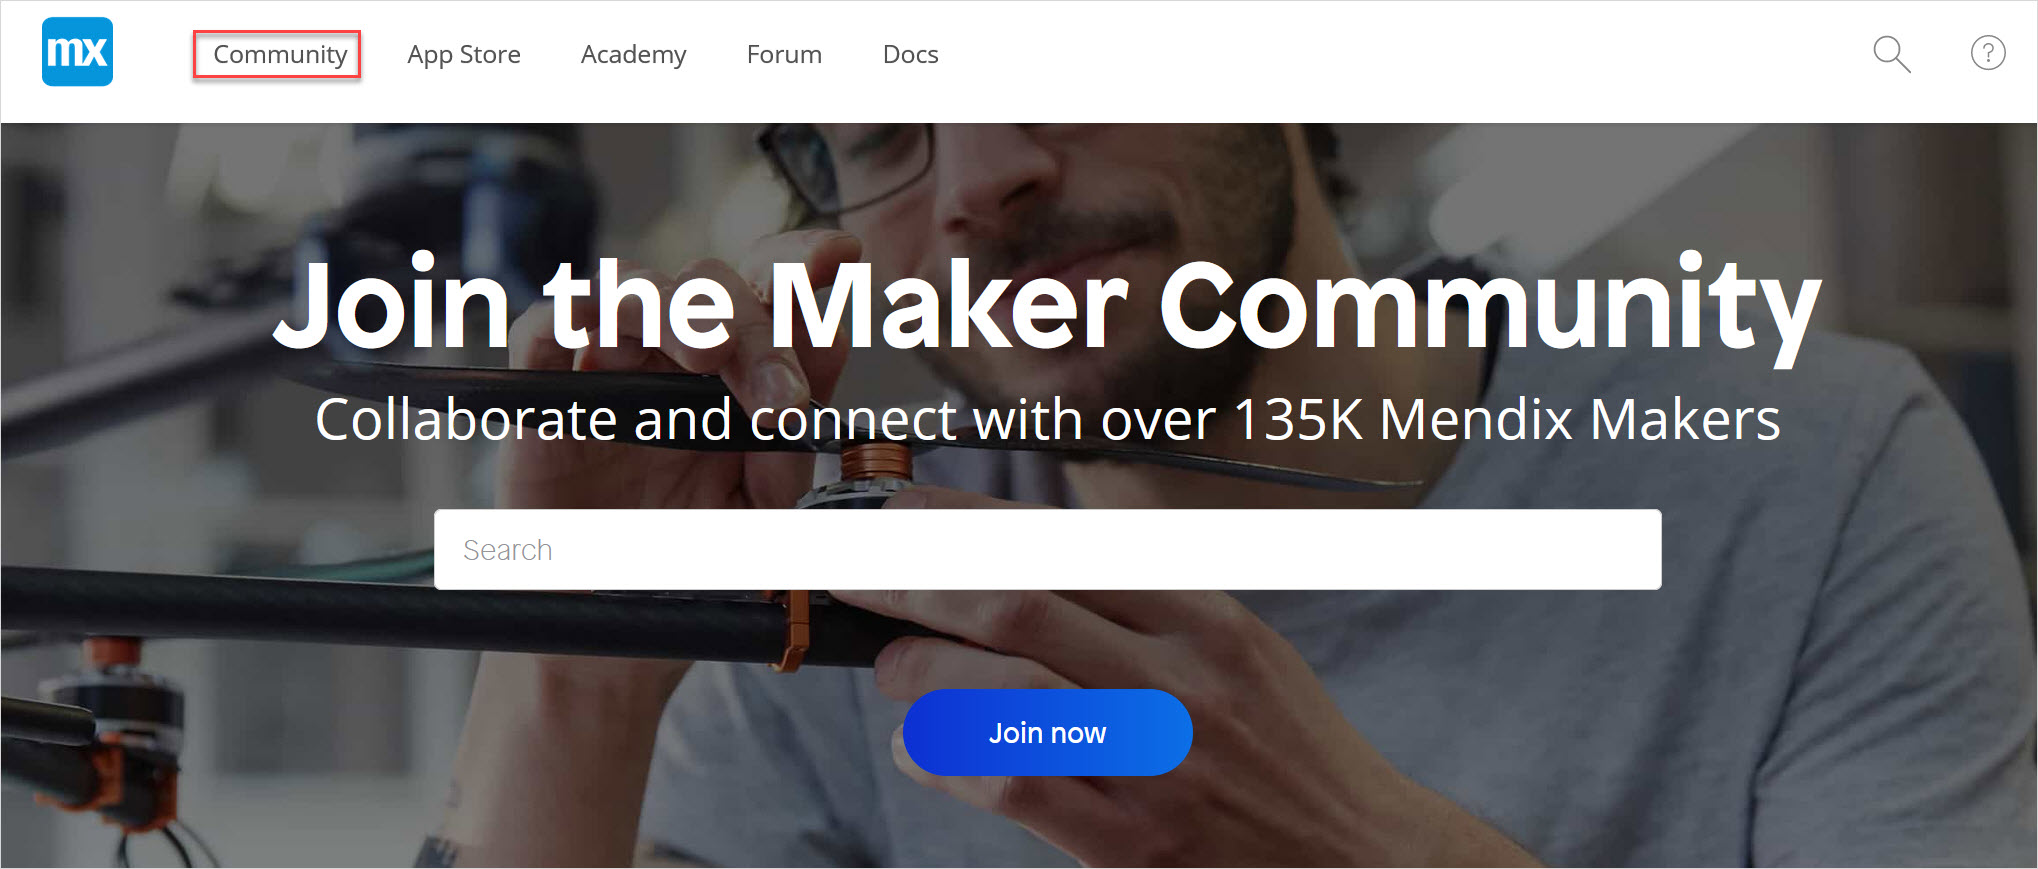 mx
Community App Store Academy Forum Docs
?
Join the Maker Community
Collaborate and connect with over 135K Mendix Makers
Search
Join now